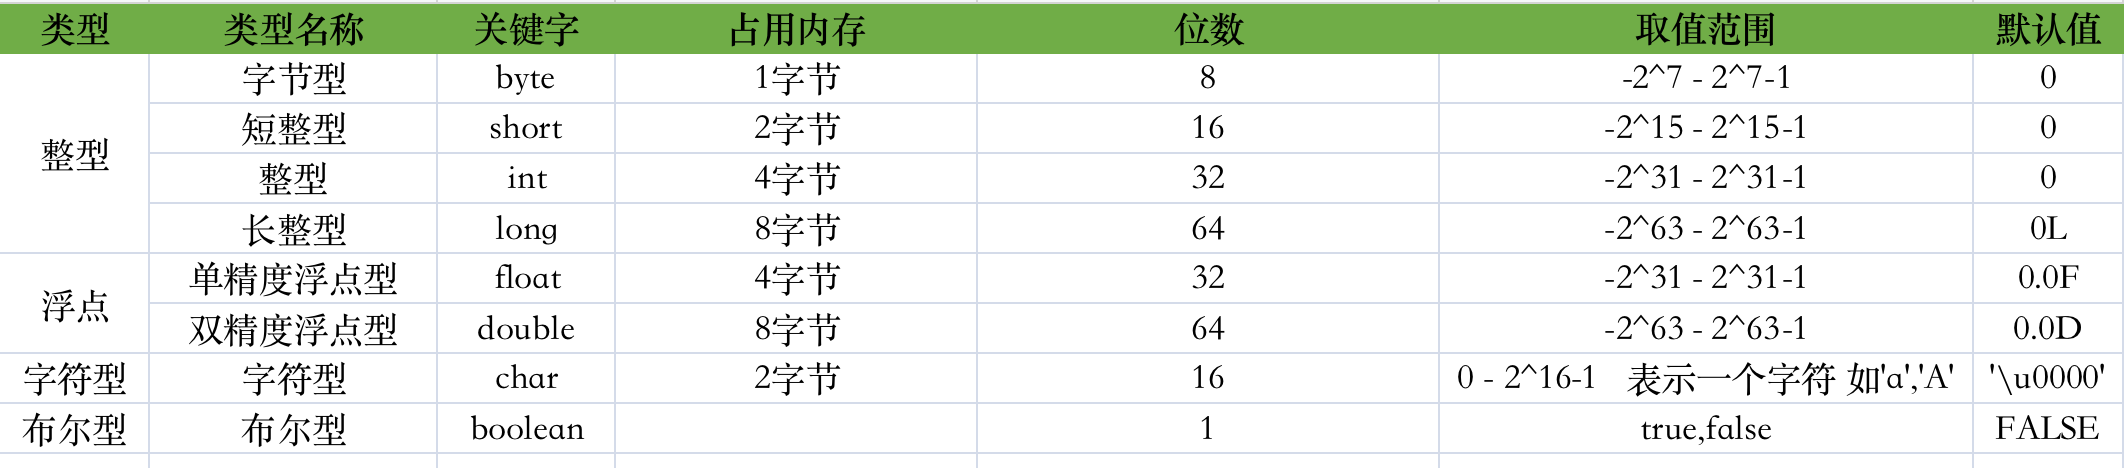 类型 类型名称 关键字 占用内存 位数 取值范围 默认值
整型 字节型 byte 1字节 8 -2^7 - 2^7-1 0
短整型 short 2字节 16 -2^15 - 2^15-1 0
整型 int 4字节 32 -2^31 - 2^31-1 0
长整型 long 8字节 64 -2^63 - 2^63-1 0L
浮点 单精度浮点型 float 4字节 32 -2^31 - 2^31-1 0.0F
双精度浮点型 double 8字节 64 -2^63 - 2^63-1 0.0D
字符型 字符型 char 2字节 16 0 - 2^16-1 表示一个字符 如'a','A' '\u0000'
布尔型 布尔型 boolean 1 true,false FALSE